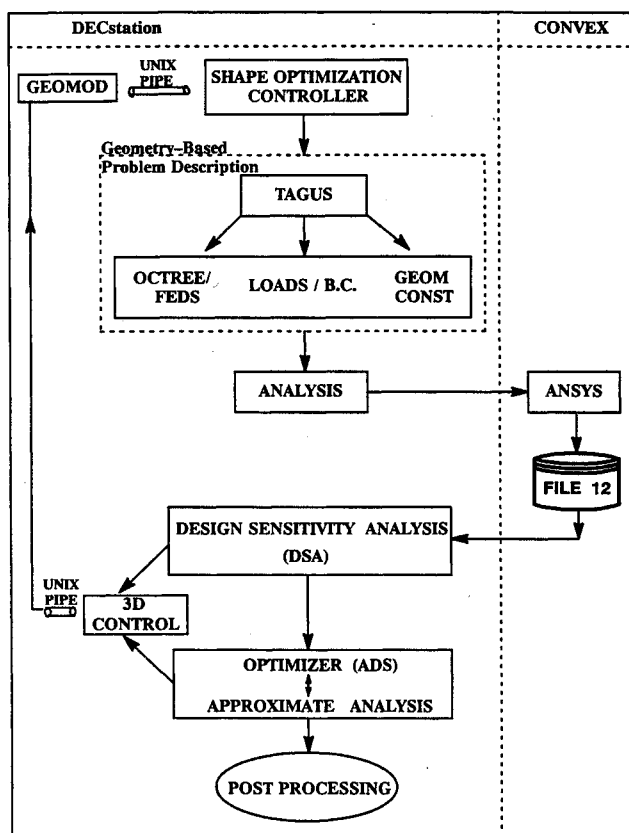 DECstation
CONVEX
GEOMOD
UNIX
PIPE
SHAPE OPTIMIZATION
CONTROLLER
Geometry-Based
Problem Description
TAGUS
OCTREE/
FEDS
LOADS / B.C.
GEOM
CONST
ANALYSIS
ANSYS
FILE 12
DESIGN SENSITIVITY ANALYSIS
(DSA)
UNIX
PIPE
3D
CONTROL
OPTIMIZER (ADS)
APPROXIMATE ANALYSIS
POST PROCESSING